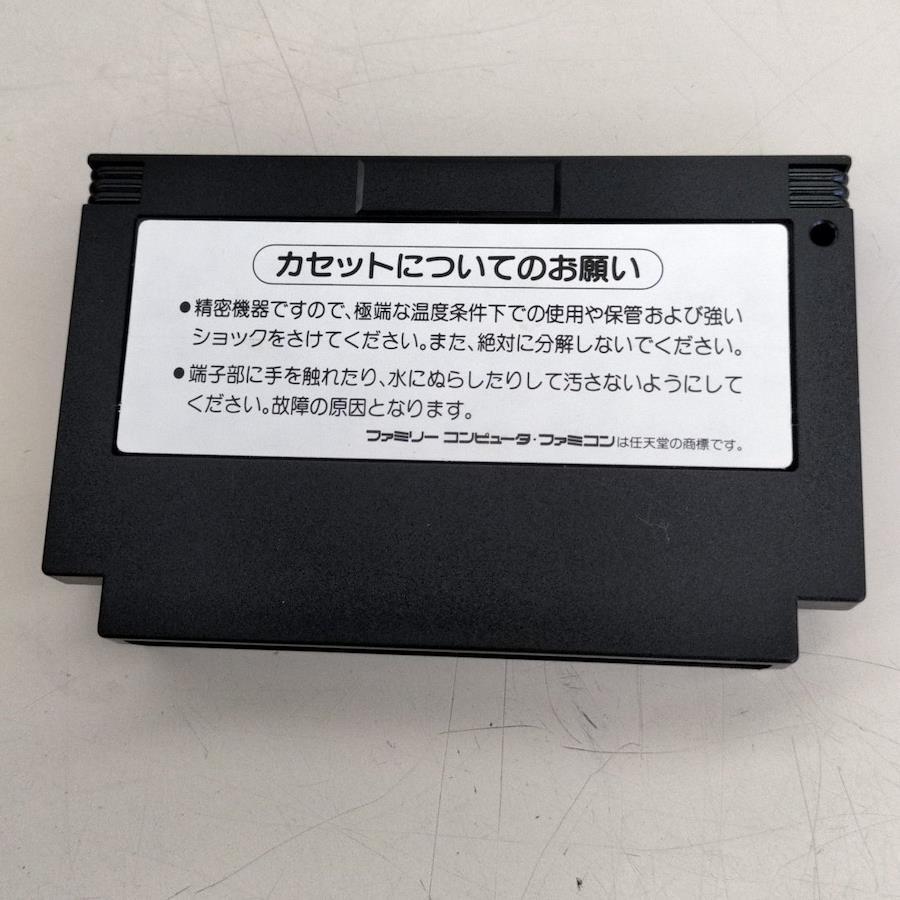 カセットについてのお願い
●精密機器ですので、極端な温度条件下での使用や保管および強い
ショックをさけてください。また、絶対に分解しないでください。
●端子部に手を触れたり、水にぬらしたりして汚さないようにして
ください。故障の原因となります。
ファミリー コンピュータ・ファミコンは任天堂の商標です。